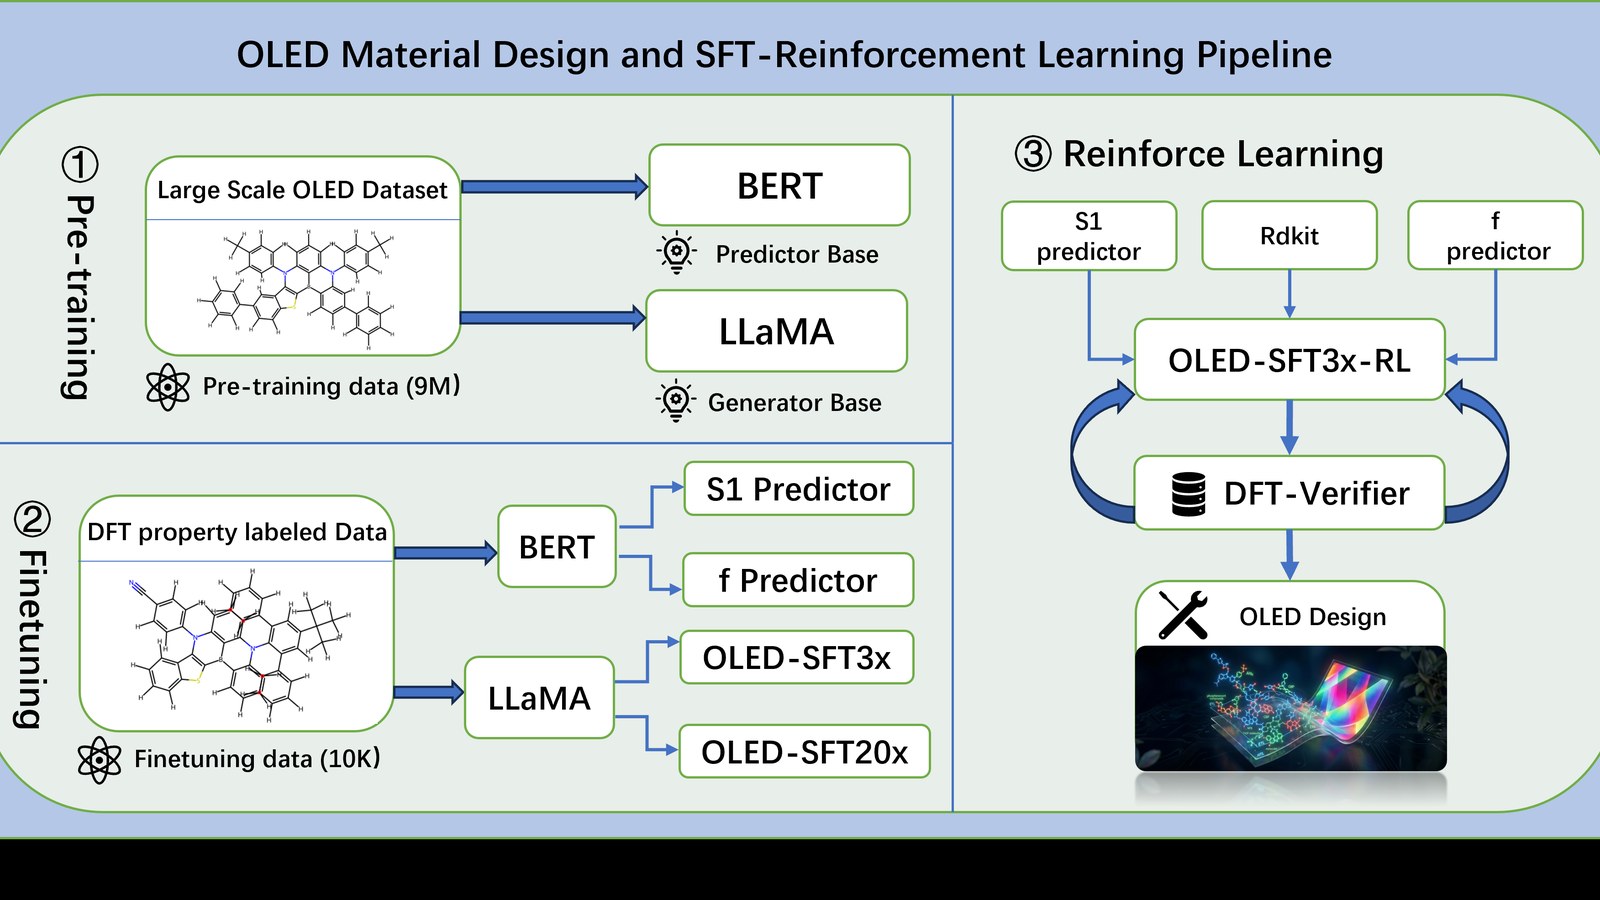 OLED Material Design and SFT-Reinforcement Learning Pipeline
① Pre-training
Large Scale OLED Dataset
Pre-training data (9M)
BERT
Predictor Base
LLaMA
Generator Base
② Finetuning
DFT property labeled Data
Finetuning data (10K)
BERT
S1 Predictor
f Predictor
LLaMA
OLED-SFT3x
OLED-SFT20x
③ Reinforce Learning
S1
predictor
Rdkit
f
predictor
OLED-SFT3x-RL
DFT-Verifier
OLED Design